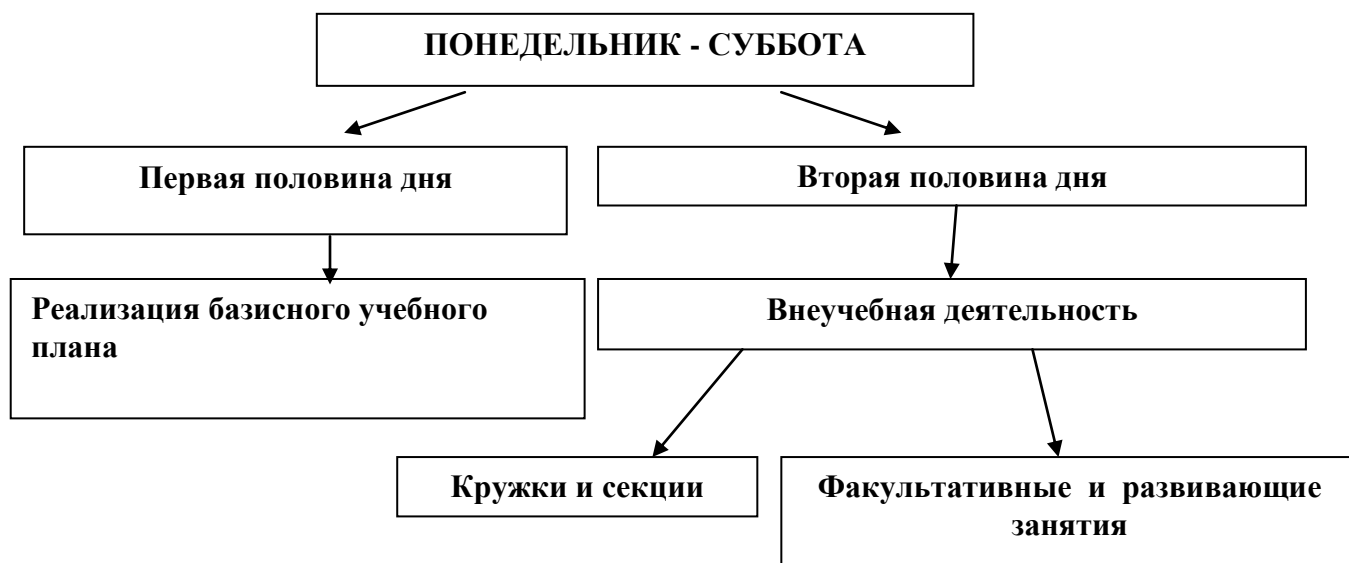 ПОНЕДЕЛЬНИК - СУББОТА
Первая половина дня
Вторая половина дня
Реализация базисного учебного
плана
Внеучебная деятельность
Кружки и секции
Факультативные и развивающие
занятия